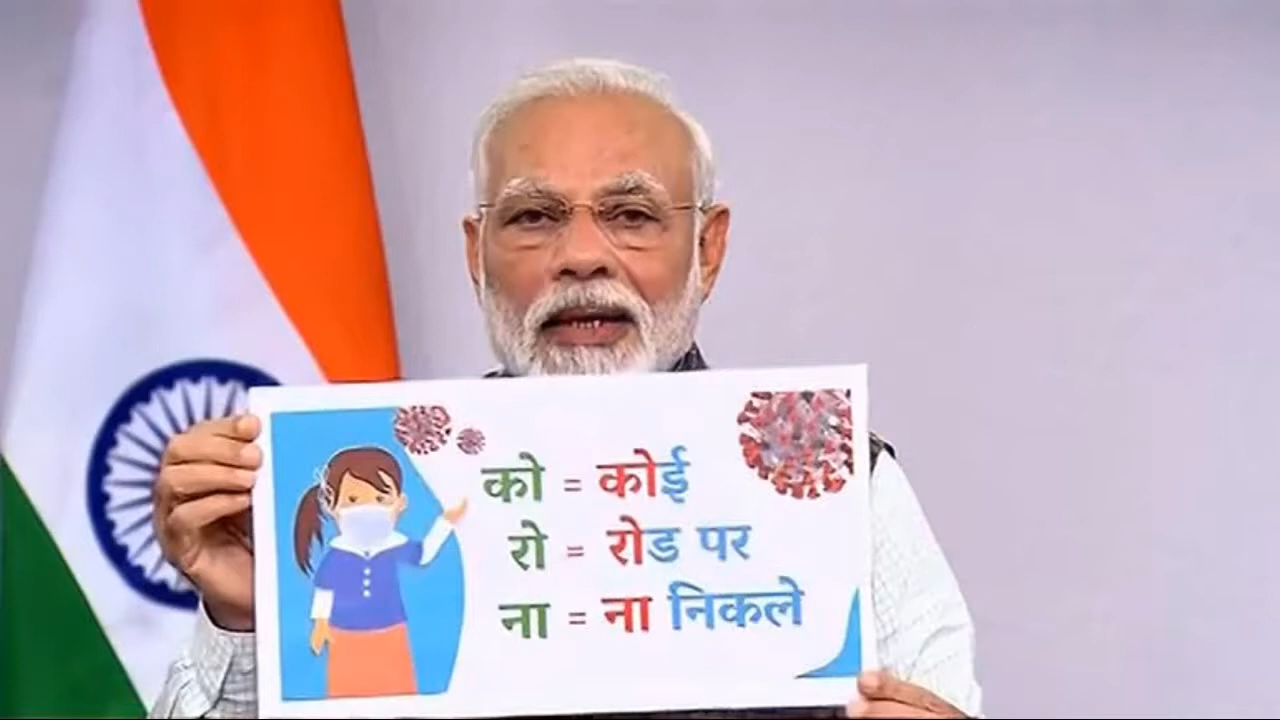 को = कोई
रो = रोड पर
ना = ना निकले